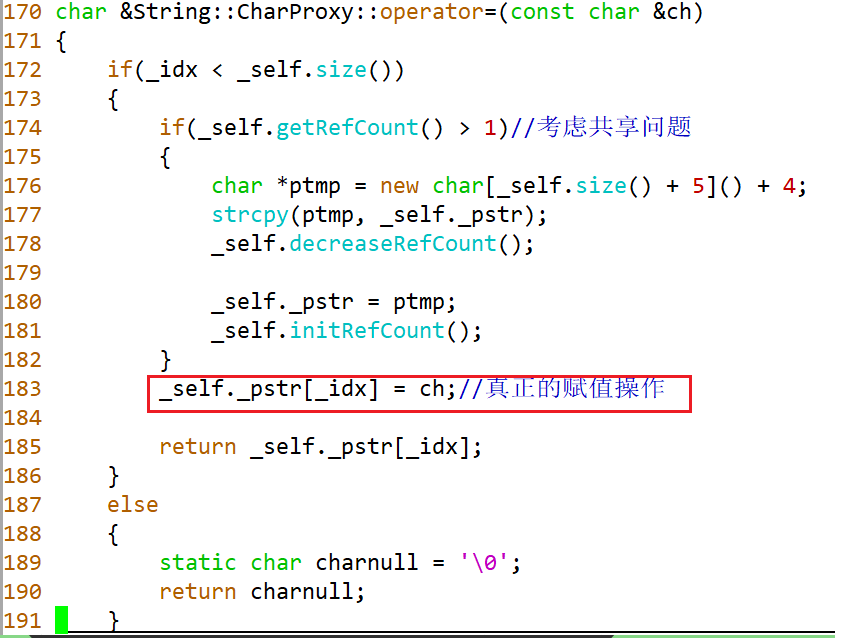 170 char &String::CharProxy::operator=(const char &ch)
171 {
172     if(_idx < _self.size())
173     {
174         if(_self.getRefCount() > 1)//考虑共享问题
175         {
176             char *ptmp = new char[_self.size() + 5]() + 4;
177             strcpy(ptmp, _self._pstr);
178             _self.decreaseRefCount();
179
180             _self._pstr = ptmp;
181             _self.initRefCount();
182         }
183         _self._pstr[_idx] = ch;//真正的赋值操作
184
185         return _self._pstr[_idx];
186     }
187     else
188     {
189         static char charnull = '\0';
190         return charnull;
191     }